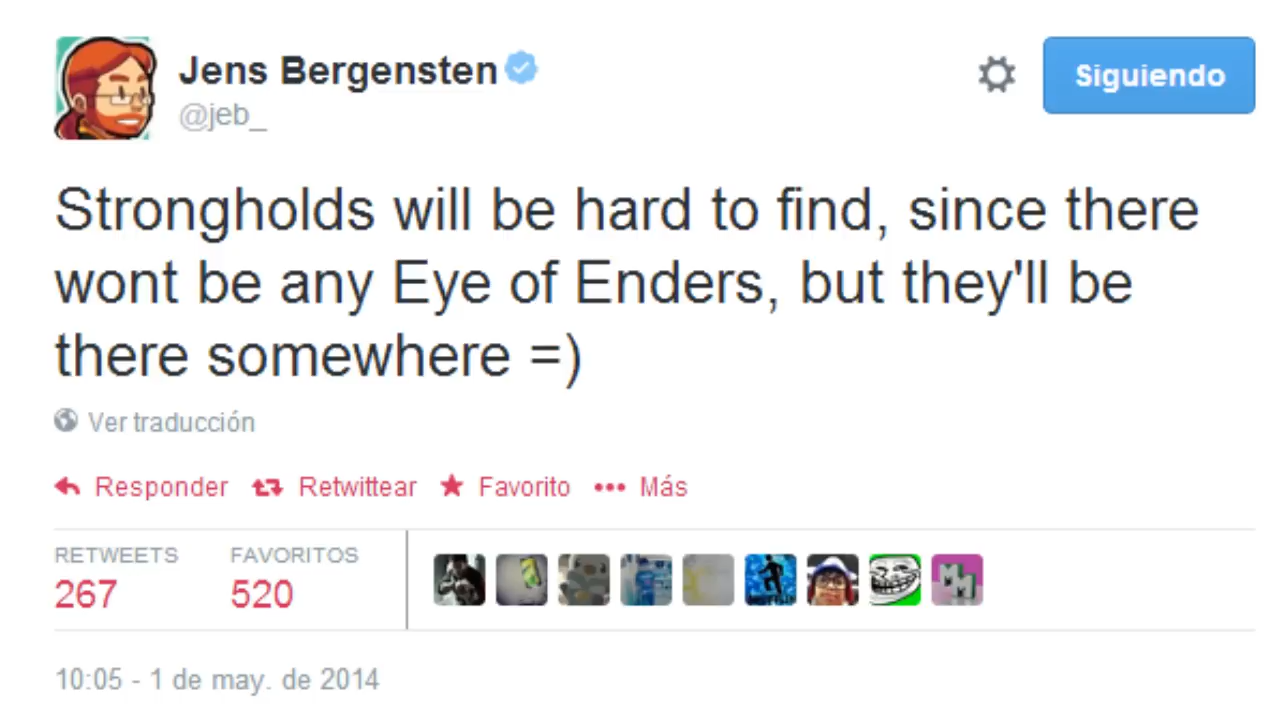 Jens Bergensten
@jeb_
Siguiendo
Strongholds will be hard to find, since there
wont be any Eye of Enders, but they'll be
there somewhere =)
Ver traducción
Responder Retwittear Favorito Más
RETWEETS FAVORITOS
267 520
10:05 - 1 de may. de 2014